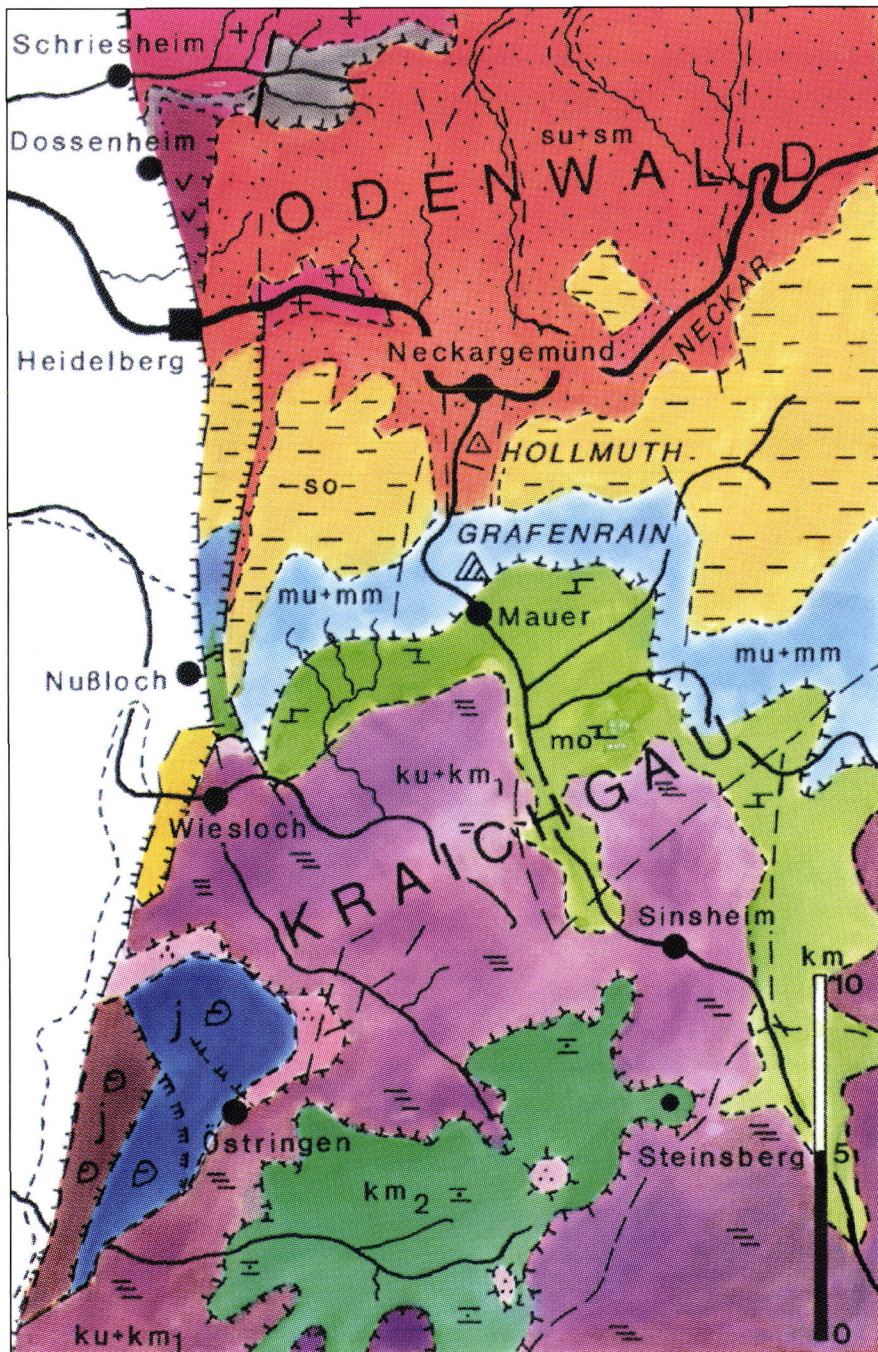 Schriesheim
Dossenheim
su+sm
ODENWALD
Heidelberg
Neckargemünd
NECKAR
HOLLMUTH
so
GRAFENRAIN
mu+mm
Mauer
Nußloch
mu+mm
mo
ku+km1
Wiesloch
KRAICHGAU
Sinsheim
km
10
j
j
Östringen
Steinsberg
5
km2
ku+km1
0